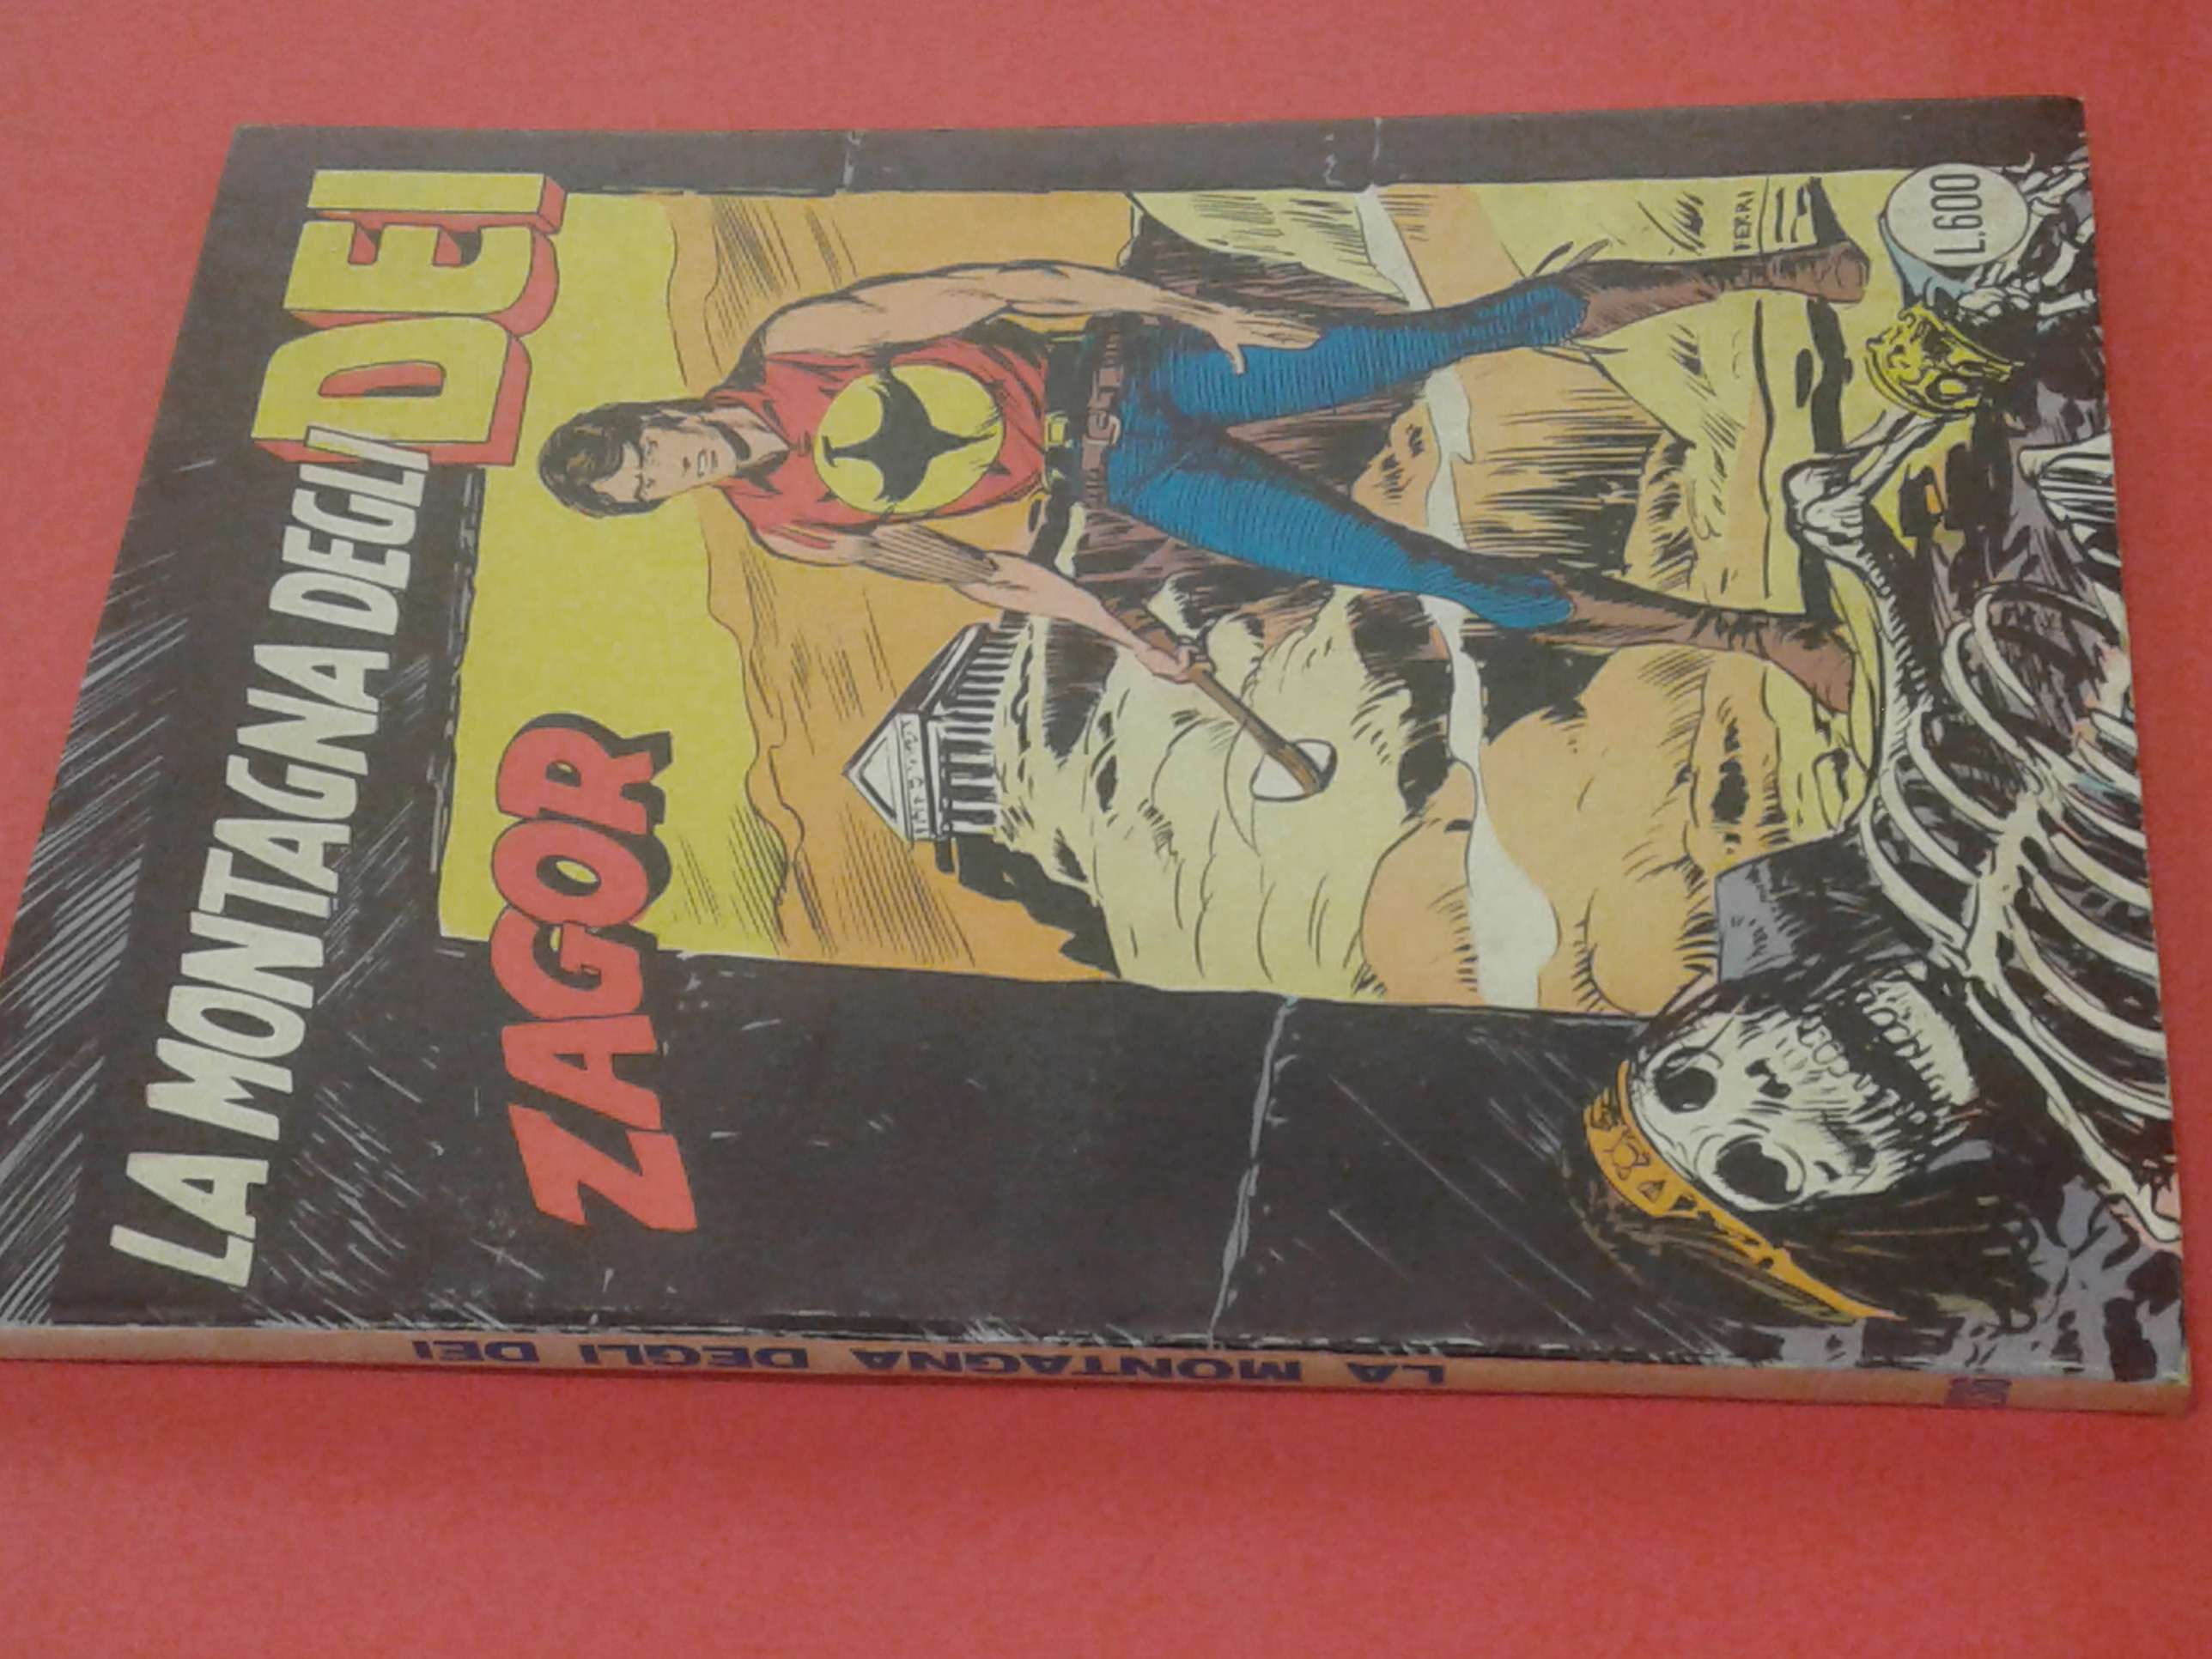 LA MONTAGNA DEGLI DEI
ZAGOR
FERRI
L.600
LA MONTAGNA DEGLI DEI